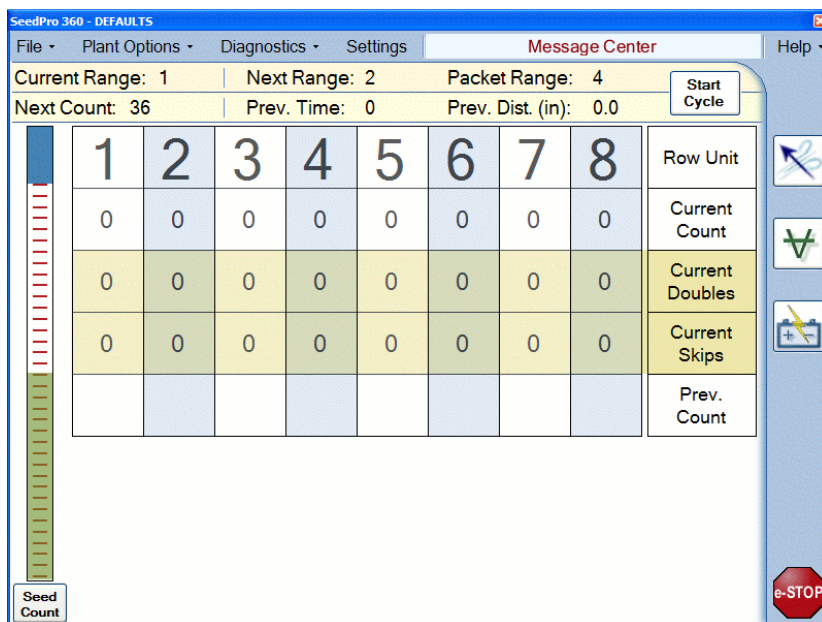 SeedPro 360 - DEFAULTS
File Plant Options Diagnostics Settings Message Center Help
Current Range: 1 Next Range: 2 Packet Range: 4 Start
Cycle
Next Count: 36 Prev. Time: 0 Prev. Dist. (in): 0.0
1 2 3 4 5 6 7 8 Row Unit
0 0 0 0 0 0 0 0 Current
Count
0 0 0 0 0 0 0 0 Current
Doubles
0 0 0 0 0 0 0 0 Current
Skips
Prev.
Count
e-STOP
Seed
Count